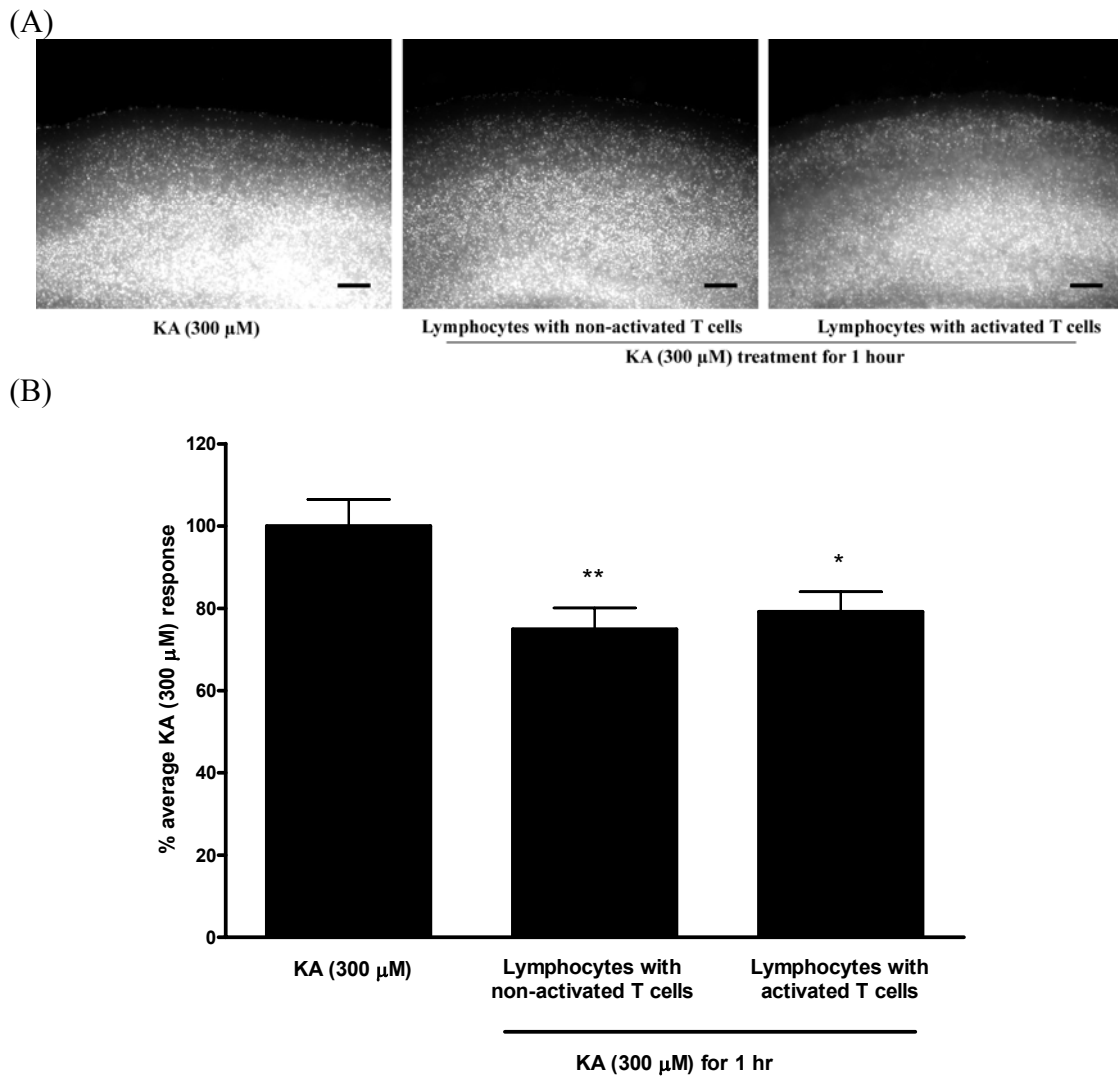 (A)
KA (300 μM)
Lymphocytes with non-activated T cells
Lymphocytes with activated T cells
KA (300 μM) treatment for 1 hour
(B)
% average KA (300 μM) response
120
100
80
60
40
20
0
**
*
KA (300 μM)
Lymphocytes with
non-activated T cells
Lymphocytes with
activated T cells
KA (300 μM) for 1 hr